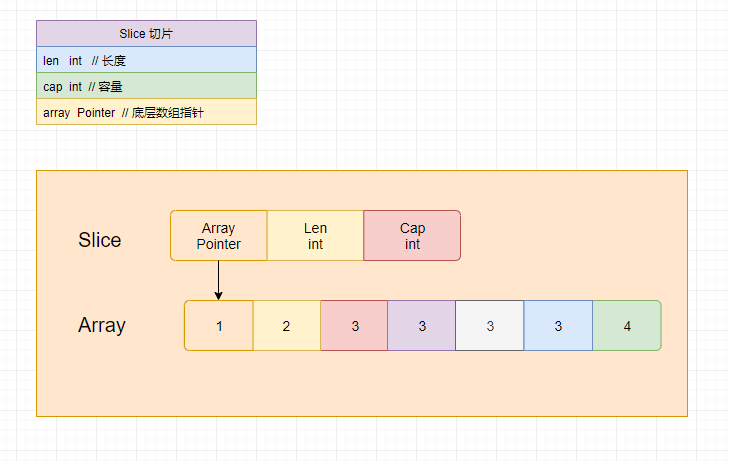 Slice 切片
len int // 长度
cap int // 容量
array Pointer // 底层数组指针
Slice
Array
Pointer
Len
int
Cap
int
Array
1
2
3
3
3
3
4